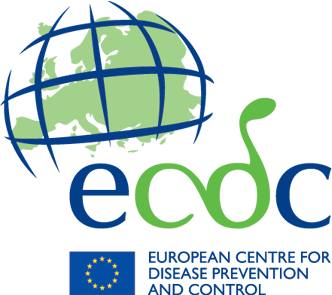 ecdc
EUROPEAN CENTRE FOR
DISEASE PREVENTION
AND CONTROL